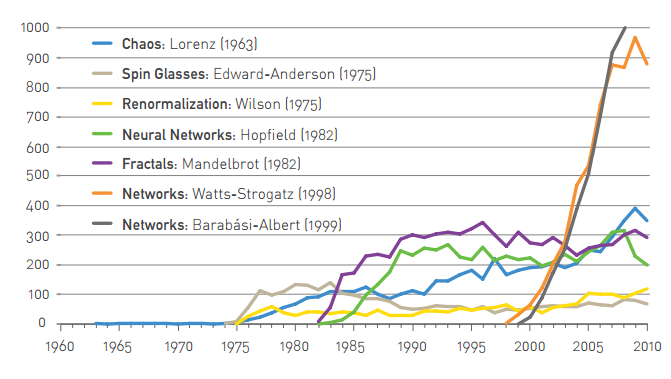 1000
900
800
700
600
500
400
300
200
100
0
Chaos: Lorenz (1963)
Spin Glasses: Edward-Anderson (1975)
Renormalization: Wilson (1975)
Neural Networks: Hopfield (1982)
Fractals: Mandelbrot (1982)
Networks: Watts-Strogatz (1998)
Networks: Barabási-Albert (1999)
1960 1965 1970 1975 1980 1985 1990 1995 2000 2005 2010